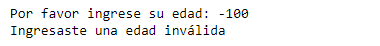 Por favor ingrese su edad: -100
Ingresaste una edad inválida